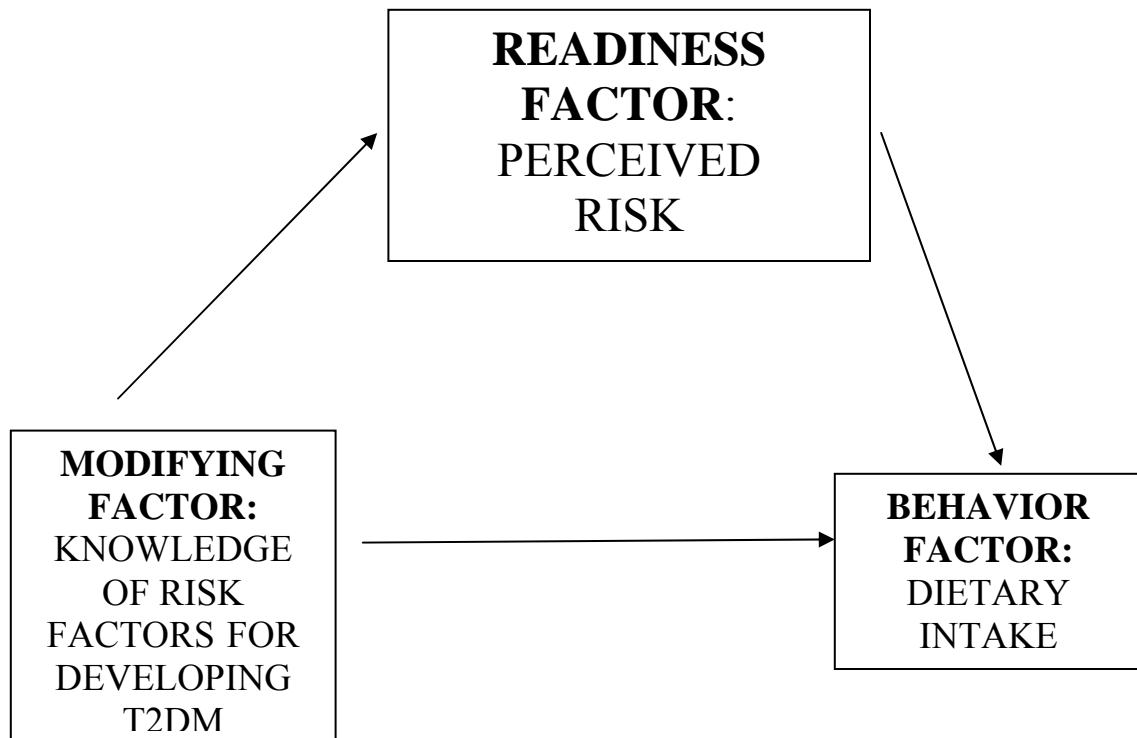 READINESS
FACTOR:
PERCEIVED
RISK
MODIFYING
FACTOR:
KNOWLEDGE
OF RISK
FACTORS FOR
DEVELOPING
T2DM
BEHAVIOR
FACTOR:
DIETARY
INTAKE